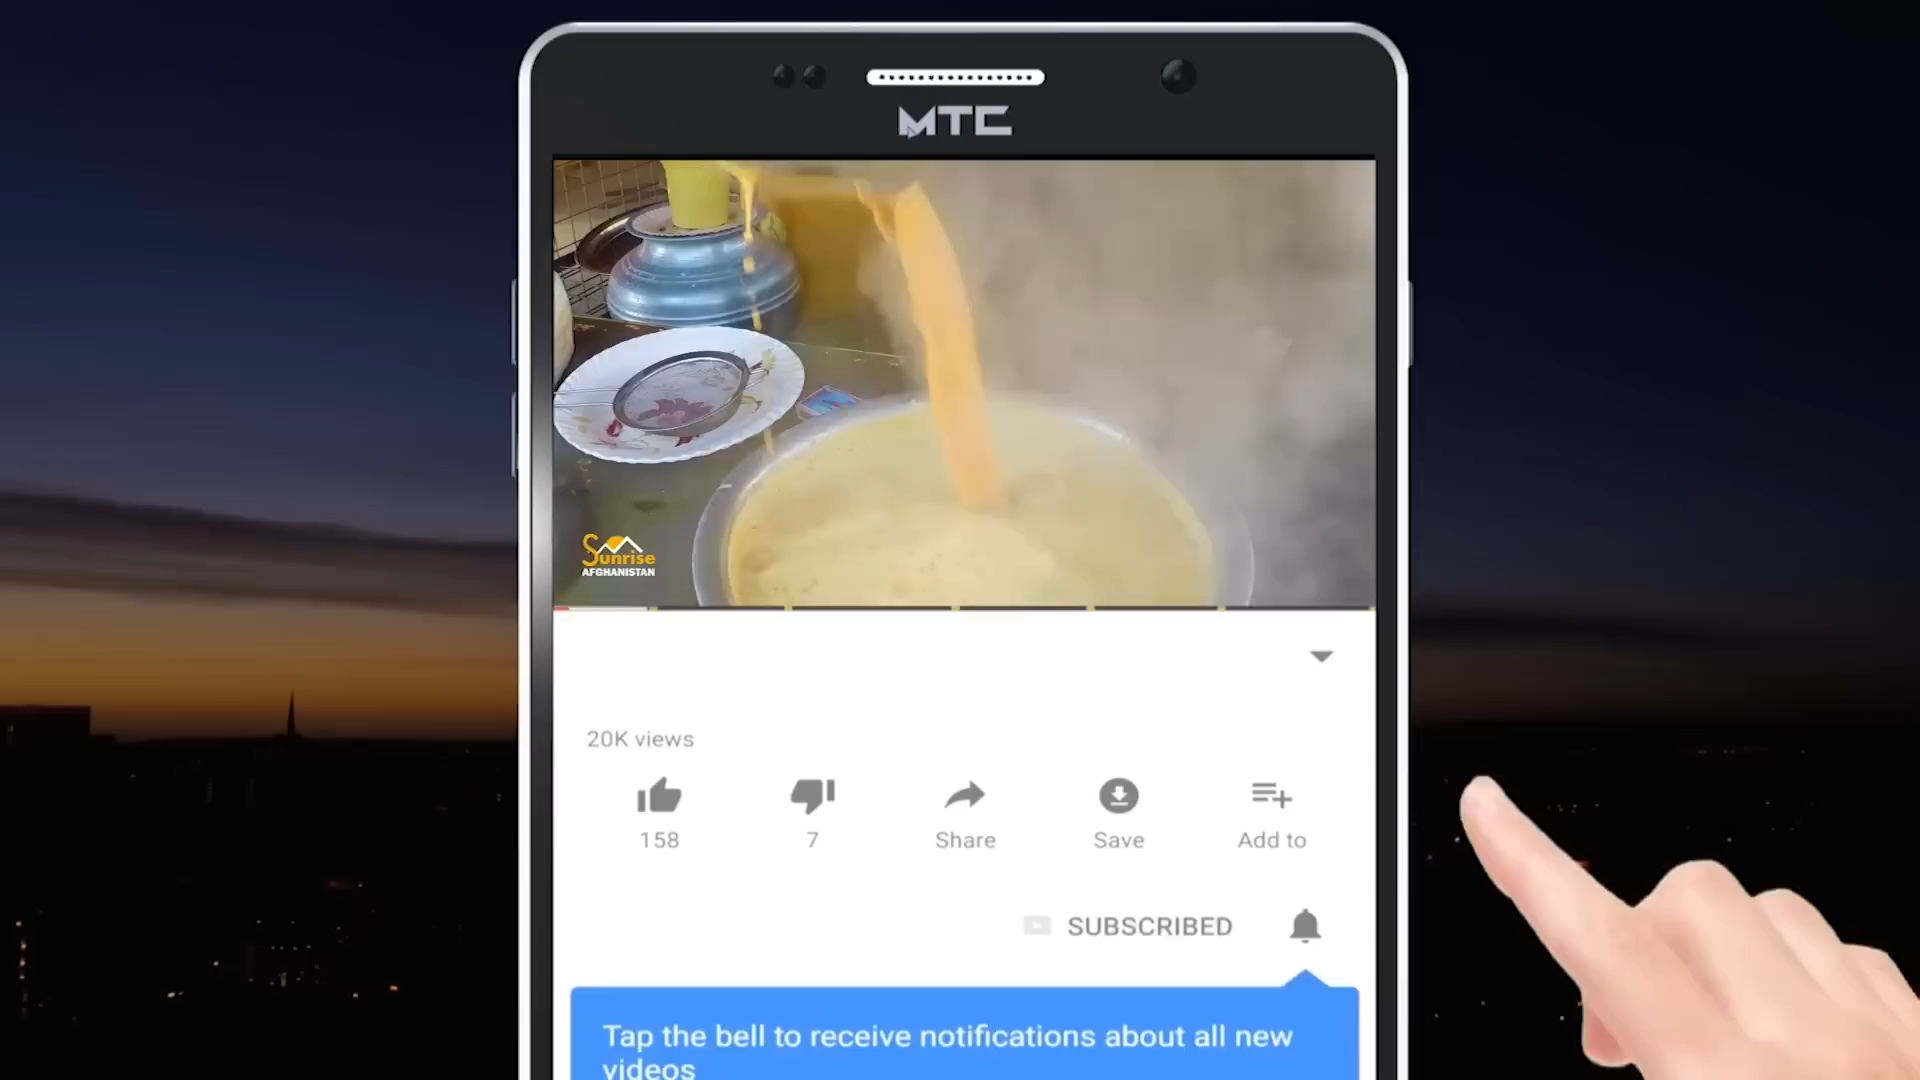 MTC
Sunrise
AFGHANISTAN
20K views
158
7
Share
Save
Add to
SUBSCRIBED
Tap the bell to receive notifications about all new
videos